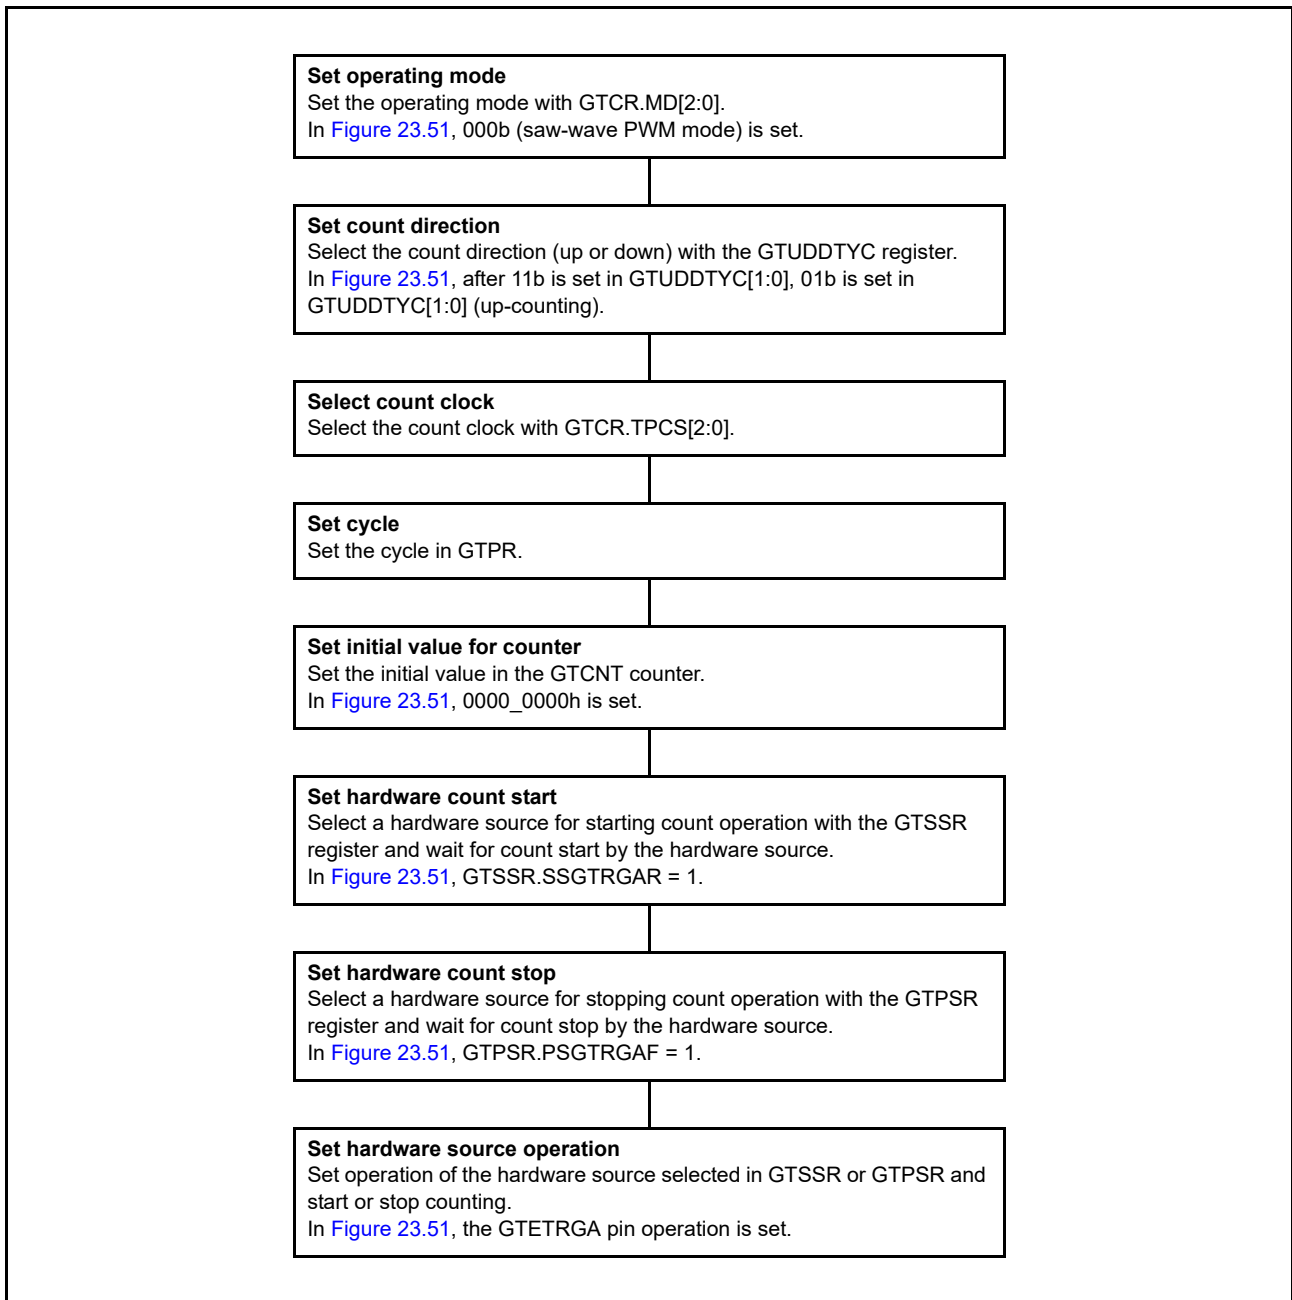 Set operating mode
Set the operating mode with GTCR.MD[2:0].
In Figure 23.51, 000b (saw-wave PWM mode) is set.
Set count direction
Select the count direction (up or down) with the GTUDDTYC register.
In Figure 23.51, after 11b is set in GTUDDTYC[1:0], 01b is set in
GTUDDTYC[1:0] (up-counting).
Select count clock
Select the count clock with GTCR.TPCS[2:0].
Set cycle
Set the cycle in GTPR.
Set initial value for counter
Set the initial value in the GTCNT counter.
In Figure 23.51, 0000_0000h is set.
Set hardware count start
Select a hardware source for starting count operation with the GTSSR
register and wait for count start by the hardware source.
In Figure 23.51, GTSSR.SSGTRGAR = 1.
Set hardware count stop
Select a hardware source for stopping count operation with the GTPSR
register and wait for count stop by the hardware source.
In Figure 23.51, GTPSR.PSGTRGAF = 1.
Set hardware source operation
Set operation of the hardware source selected in GTSSR or GTPSR and
start or stop counting.
In Figure 23.51, the GTETRGA pin operation is set.